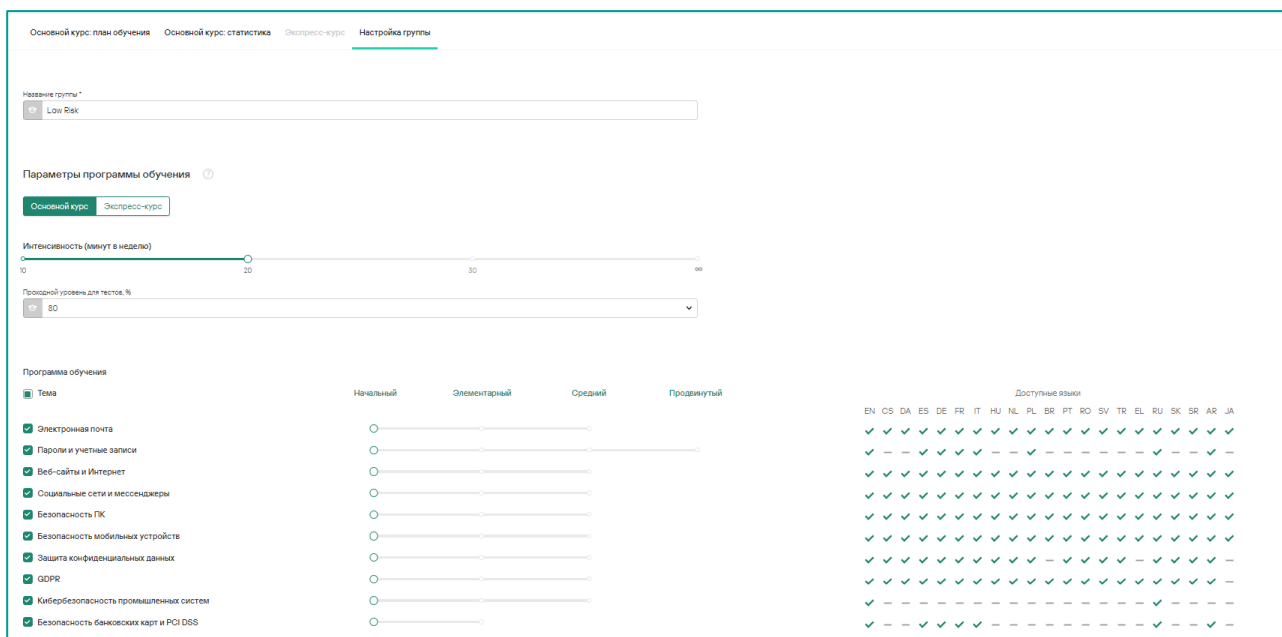 Основной курс: план обучения Основной курс: статистика Экспресс-курс Настройка группы
Название группы *
Low Risk
Параметры программы обучения ?
Основной курс Экспресс-курс
Интенсивность (минут в неделю)
10 20 30 ∞
Проходной уровень для тестов, %
80
Программа обучения
Тема Начальный Элементарный Средний Продвинутый Доступные языки
EN CS DA ES DE FR IT HU NL PL BR PT RO SV TR EL RU SK SR AR JA
Электронная почта
Пароли и учетные записи
Веб-сайты и Интернет
Социальные сети и мессенджеры
Безопасность ПК
Безопасность мобильных устройств
Защита конфиденциальных данных
GDPR
Кибербезопасность промышленных систем
Безопасность банковских карт и PCI DSS